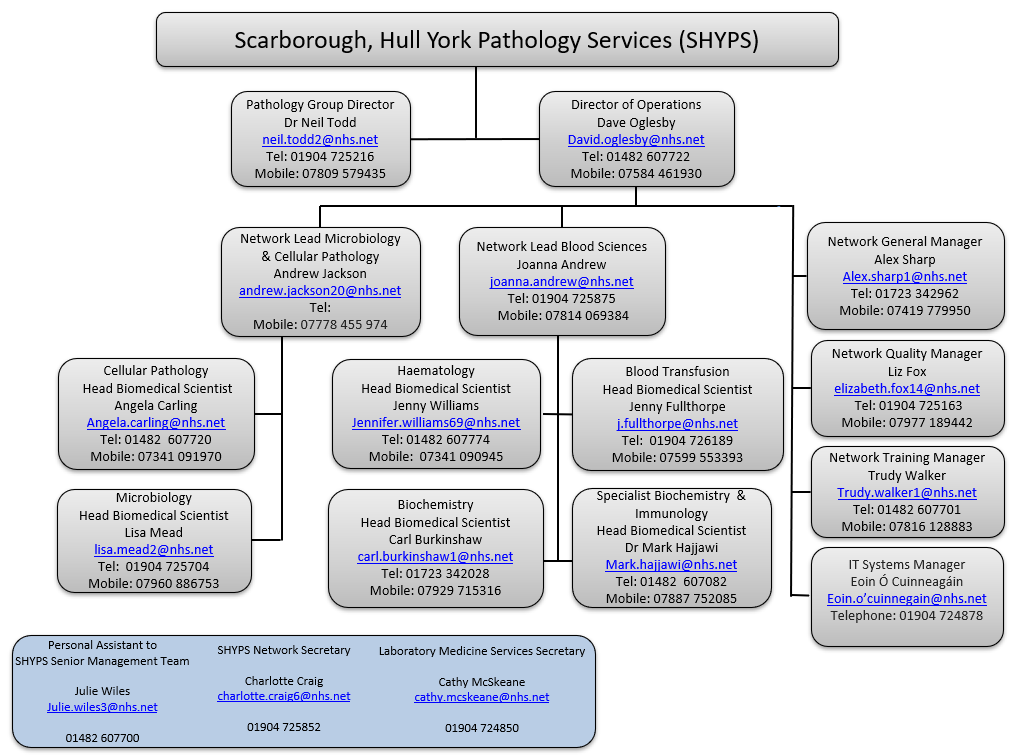 Scarborough, Hull York Pathology Services (SHYPS)
Pathology Group Director
Dr Neil Todd
neil.todd2@nhs.net
Tel: 01904 725216
Mobile: 07809 579435
Director of Operations
Dave Oglesby
David.oglesby@nhs.net
Tel: 01482 607722
Mobile: 07584 461930
Network Lead Microbiology
& Cellular Pathology
Andrew Jackson
andrew.jackson20@nhs.net
Tel:
Mobile: 07778 455 974
Network Lead Blood Sciences
Joanna Andrew
joanna.andrew@nhs.net
Tel: 01904 725875
Mobile: 07814 069384
Network General Manager
Alex Sharp
Alex.sharp1@nhs.net
Tel: 01723 342962
Mobile: 07419 779950
Cellular Pathology
Head Biomedical Scientist
Angela Carling
Angela.carling@nhs.net
Tel: 01482  607720
Mobile: 07341 091970
Haematology
Head Biomedical Scientist
Jenny Williams
Jennifer.williams69@nhs.net
Tel: 01482 607774
Mobile:  07341 090945
Blood Transfusion
Head Biomedical Scientist
Jenny Fullthorpe
j.fullthorpe@nhs.net
Tel:  01904 726189
Mobile: 07599 553393
Network Quality Manager
Liz Fox
elizabeth.fox14@nhs.net
Tel: 01904 725163
Mobile: 07977 189442
Network Training Manager
Trudy Walker
Trudy.walker1@nhs.net
Tel: 01482 607701
Mobile: 07816 128883
Microbiology
Head Biomedical Scientist
Lisa Mead
lisa.mead2@nhs.net
Tel:  01904 725704
Mobile: 07960 886753
Biochemistry
Head Biomedical Scientist
Carl Burkinshaw
carl.burkinshaw1@nhs.net
Tel: 01723 342028
Mobile: 07929 715316
Specialist Biochemistry  &
Immunology
Head Biomedical Scientist
Dr Mark Hajjawi
Mark.hajjawi@nhs.net
Tel: 01482  607082
Mobile: 07887 752085
IT Systems Manager
Eoin Ó Cuinneagáin
Eoin.o’cuinnegain@nhs.net
Telephone: 01904 724878
Personal Assistant to
SHYPS Senior Management Team
Julie Wiles
Julie.wiles3@nhs.net
01482 607700
SHYPS Network Secretary
Charlotte Craig
charlotte.craig6@nhs.net
01904 725852
Laboratory Medicine Services Secretary
Cathy McSkeane
cathy.mcskeane@nhs.net
01904 724850